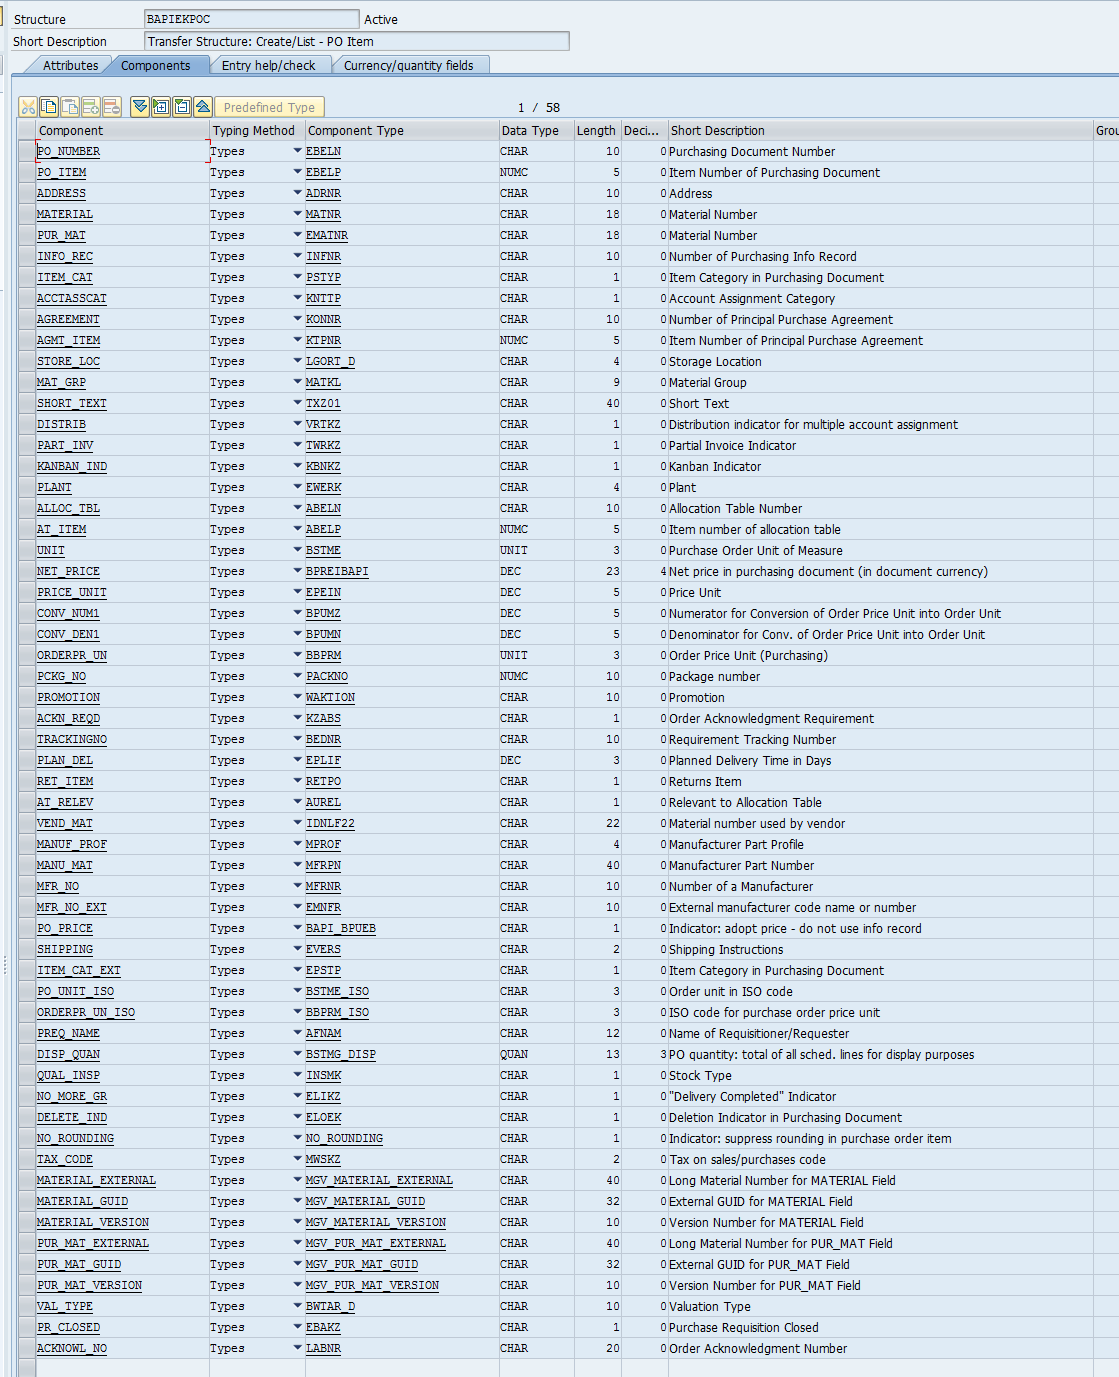 Structure BAPIEKPOC Active
Short Description Transfer Structure: Create/List - PO Item
Attributes Components Entry help/check Currency/quantity fields
Predefined Type 1 / 58
Component Typing Method Component Type Data Type Length Deci... Short Description Grou
PO_NUMBER Types EBELN CHAR 10 0 Purchasing Document Number
PO_ITEM Types EBELP NUMC 5 0 Item Number of Purchasing Document
ADDRESS Types ADRNR CHAR 10 0 Address
MATERIAL Types MATNR CHAR 18 0 Material Number
PUR_MAT Types EMATNR CHAR 18 0 Material Number
INFO_REC Types INFNR CHAR 10 0 Number of Purchasing Info Record
ITEM_CAT Types PSTYP CHAR 1 0 Item Category in Purchasing Document
ACCTASSCAT Types KNTTP CHAR 1 0 Account Assignment Category
AGREEMENT Types KONNR CHAR 10 0 Number of Principal Purchase Agreement
AGMT_ITEM Types KTPNR NUMC 5 0 Item Number of Principal Purchase Agreement
STORE_LOC Types LGORT_D CHAR 4 0 Storage Location
MAT_GRP Types MATKL CHAR 9 0 Material Group
SHORT_TEXT Types TXZ01 CHAR 40 0 Short Text
DISTRIB Types VRTKZ CHAR 1 0 Distribution indicator for multiple account assignment
PART_INV Types TWRKZ CHAR 1 0 Partial Invoice Indicator
KANBAN_IND Types KBNKZ CHAR 1 0 Kanban Indicator
PLANT Types EWERK CHAR 4 0 Plant
ALLOC_TBL Types ABELN CHAR 10 0 Allocation Table Number
AT_ITEM Types ABELP NUMC 5 0 Item number of allocation table
UNIT Types BSTME UNIT 3 0 Purchase Order Unit of Measure
NET_PRICE Types BPREIBAPI DEC 23 4 Net price in purchasing document (in document currency)
PRICE_UNIT Types EPEIN DEC 5 0 Price Unit
CONV_NUM1 Types BPUMZ DEC 5 0 Numerator for Conversion of Order Price Unit into Order Unit
CONV_DEN1 Types BPUMN DEC 5 0 Denominator for Conv. of Order Price Unit into Order Unit
ORDERPR_UN Types BBPRM UNIT 3 0 Order Price Unit (Purchasing)
PCKG_NO Types PACKNO NUMC 10 0 Package number
PROMOTION Types WAKTION CHAR 10 0 Promotion
ACKN_REQD Types KZABS CHAR 1 0 Order Acknowledgment Requirement
TRACKINGNO Types BEDNR CHAR 10 0 Requirement Tracking Number
PLAN_DEL Types EPLIF DEC 3 0 Planned Delivery Time in Days
RET_ITEM Types RETPO CHAR 1 0 Returns Item
AT_RELEV Types AUREL CHAR 1 0 Relevant to Allocation Table
VEND_MAT Types IDNLF22 CHAR 22 0 Material number used by vendor
MANUF_PROF Types MPROF CHAR 4 0 Manufacturer Part Profile
MANU_MAT Types MFRPN CHAR 40 0 Manufacturer Part Number
MFR_NO Types MFRNR CHAR 10 0 Number of a Manufacturer
MFR_NO_EXT Types EMNFR CHAR 10 0 External manufacturer code name or number
PO_PRICE Types BAPI_BPUEB CHAR 1 0 Indicator: adopt price - do not use info record
SHIPPING Types EVERS CHAR 2 0 Shipping Instructions
ITEM_CAT_EXT Types EPSTP CHAR 1 0 Item Category in Purchasing Document
PO_UNIT_ISO Types BSTME_ISO CHAR 3 0 Order unit in ISO code
ORDERPR_UN_ISO Types BBPRM_ISO CHAR 3 0 ISO code for purchase order price unit
PREQ_NAME Types AFNAM CHAR 12 0 Name of Requisitioner/Requester
DISP_QUAN Types BSTMG_DISP QUAN 13 3 PO quantity: total of all sched. lines for display purposes
QUAL_INSP Types INSMK CHAR 1 0 Stock Type
NO_MORE_GR Types ELIKZ CHAR 1 0 "Delivery Completed" Indicator
DELETE_IND Types ELOEK CHAR 1 0 Deletion Indicator in Purchasing Document
NO_ROUNDING Types NO_ROUNDING CHAR 1 0 Indicator: suppress rounding in purchase order item
TAX_CODE Types MWSKZ CHAR 2 0 Tax on sales/purchases code
MATERIAL_EXTERNAL Types MGV_MATERIAL_EXTERNAL CHAR 40 0 Long Material Number for MATERIAL Field
MATERIAL_GUID Types MGV_MATERIAL_GUID CHAR 32 0 External GUID for MATERIAL Field
MATERIAL_VERSION Types MGV_MATERIAL_VERSION CHAR 10 0 Version Number for MATERIAL Field
PUR_MAT_EXTERNAL Types MGV_PUR_MAT_EXTERNAL CHAR 40 0 Long Material Number for PUR_MAT Field
PUR_MAT_GUID Types MGV_PUR_MAT_GUID CHAR 32 0 External GUID for PUR_MAT Field
PUR_MAT_VERSION Types MGV_PUR_MAT_VERSION CHAR 10 0 Version Number for PUR_MAT Field
VAL_TYPE Types BWTAR_D CHAR 10 0 Valuation Type
PR_CLOSED Types EBAKZ CHAR 1 0 Purchase Requisition Closed
ACKNOWL_NO Types LABNR CHAR 20 0 Order Acknowledgment Number